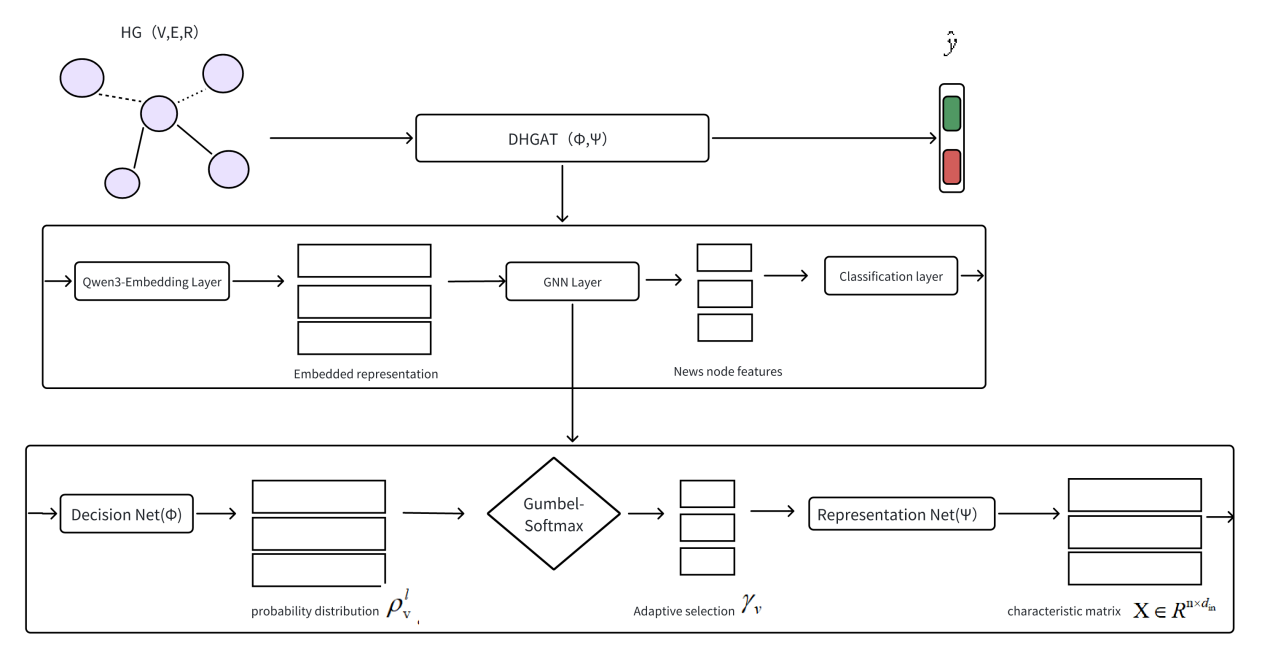 HG（V,E,R）
ŷ
DHGAT（Φ,Ψ）
Qwen3-Embedding Layer
GNN Layer
Classification layer
Embedded representation
News node features
Decision Net(Φ)
Gumbel-
Softmax
Representation Net(Ψ）
probability distribution ρ_v^l ,
Adaptive selection γ_v
characteristic matrix X ∈ R^{n×d_in}